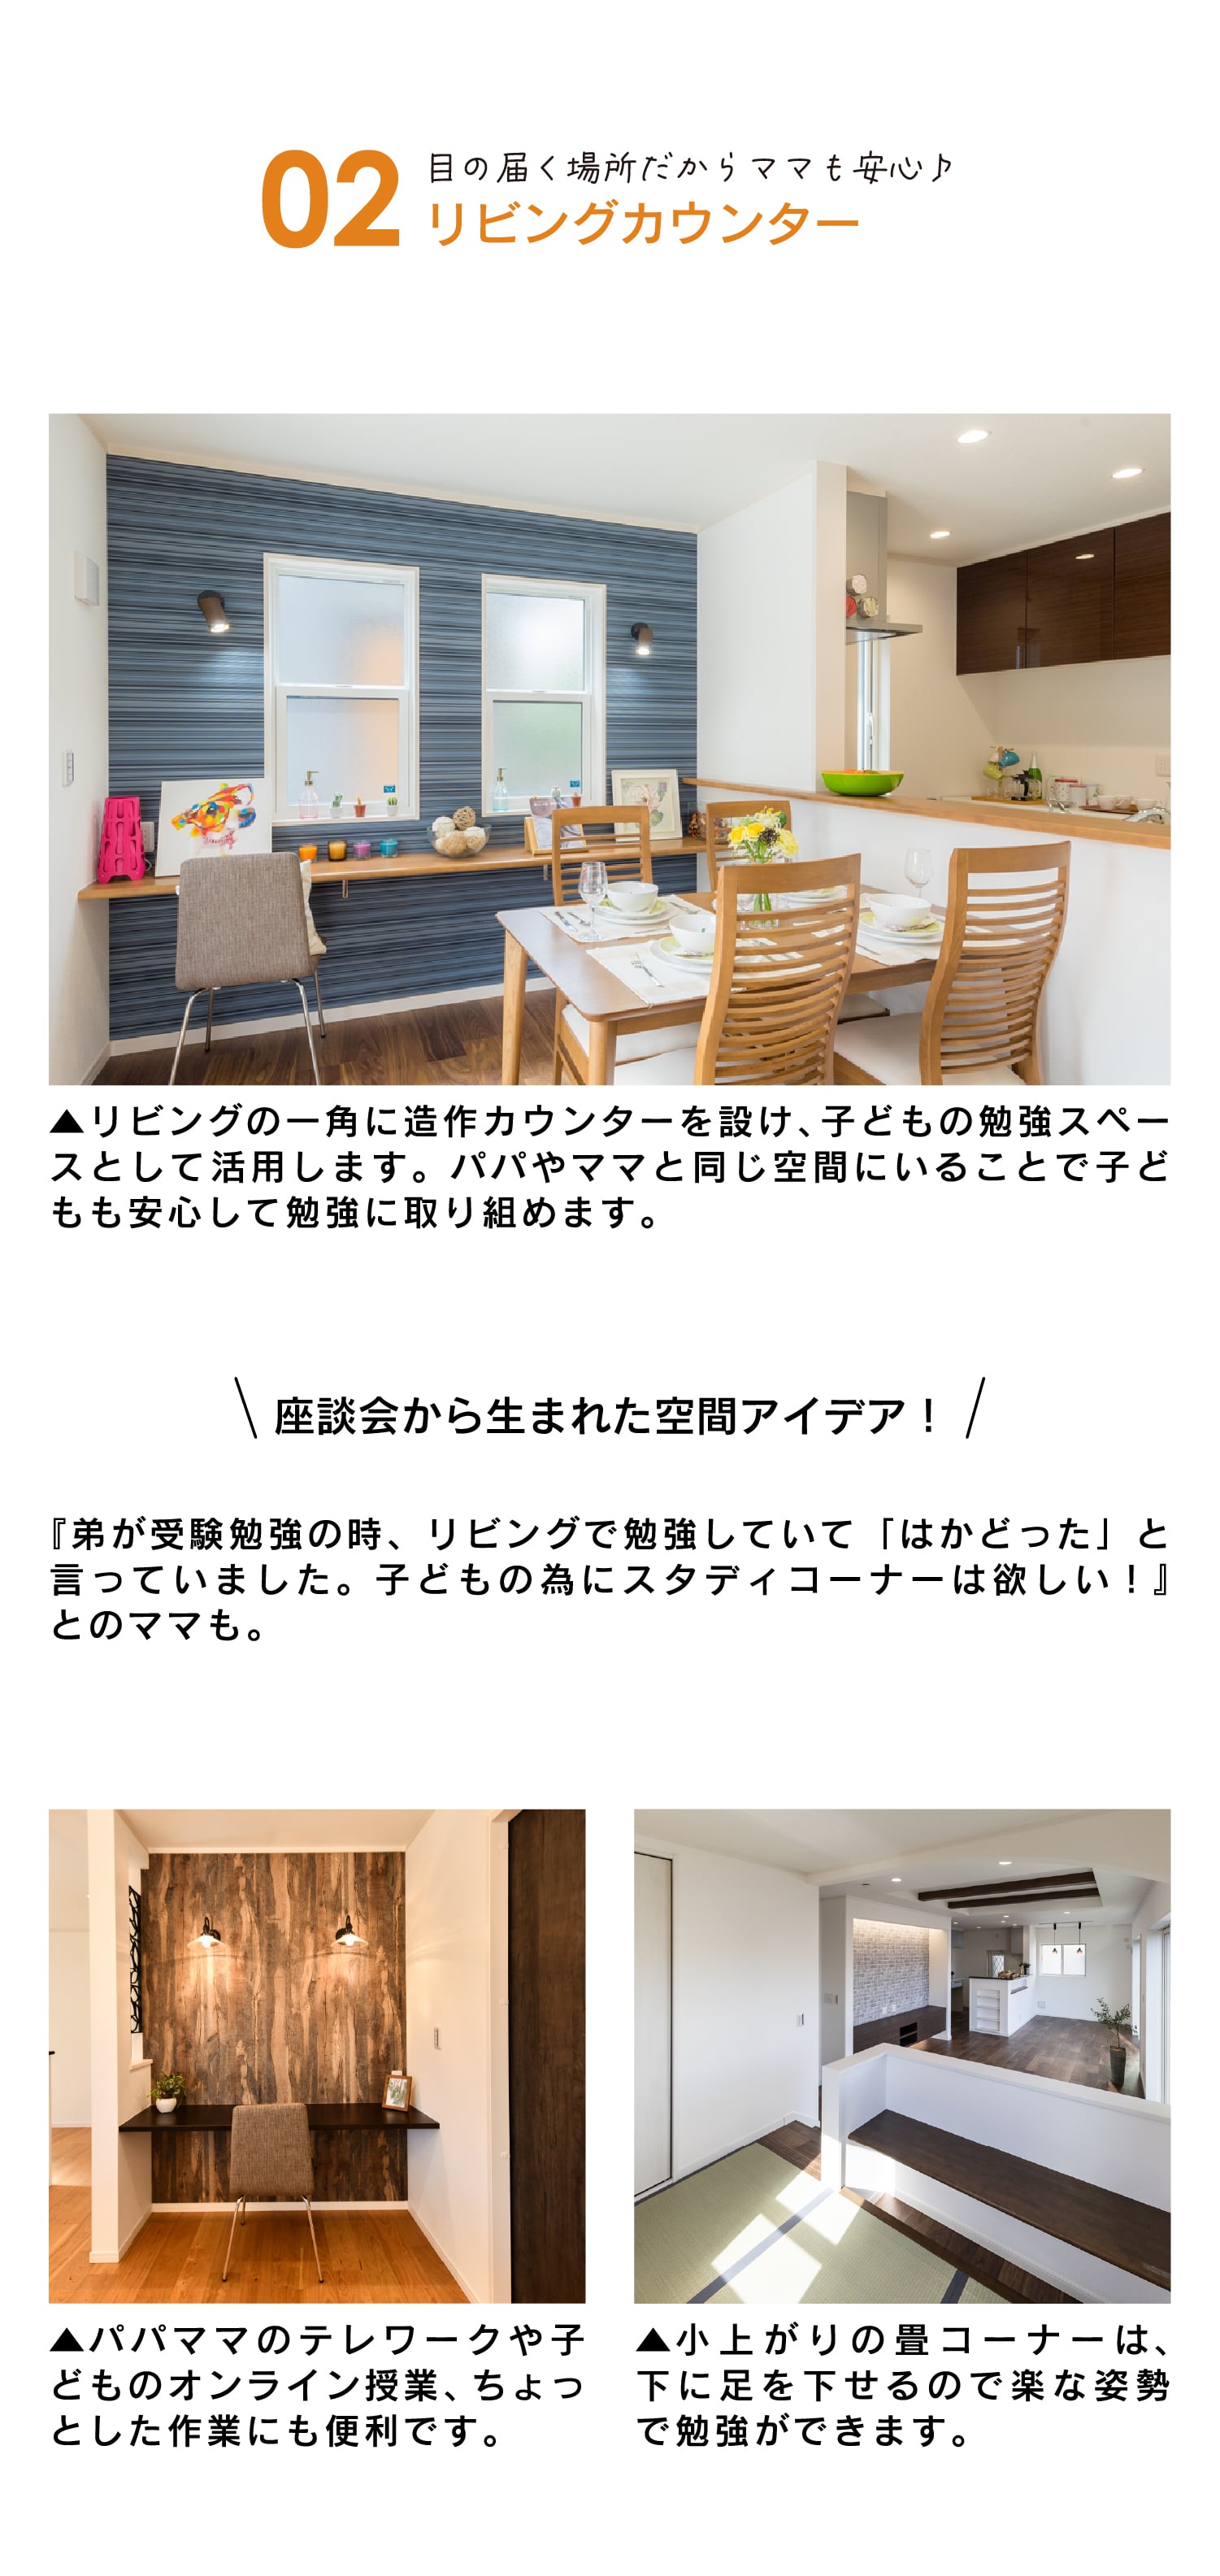 02
目の届く場所だからママも安心♪
リビングカウンター
▲リビングの一角に造作カウンターを設け、子どもの勉強スペー
スとして活用します。パパやママと同じ空間にいることで子ど
もも安心して勉強に取り組めます。
\ 座談会から生まれた空間アイデア！ /
『弟が受験勉強の時、リビングで勉強していて「はかどった」と
言っていました。子どもの為にスタディコーナーは欲しい！』
とのママも。
▲パパママのテレワークや子
どものオンライン授業、ちょっ
とした作業にも便利です。
▲小上がりの畳コーナーは、
下に足を下せるので楽な姿勢
で勉強ができます。